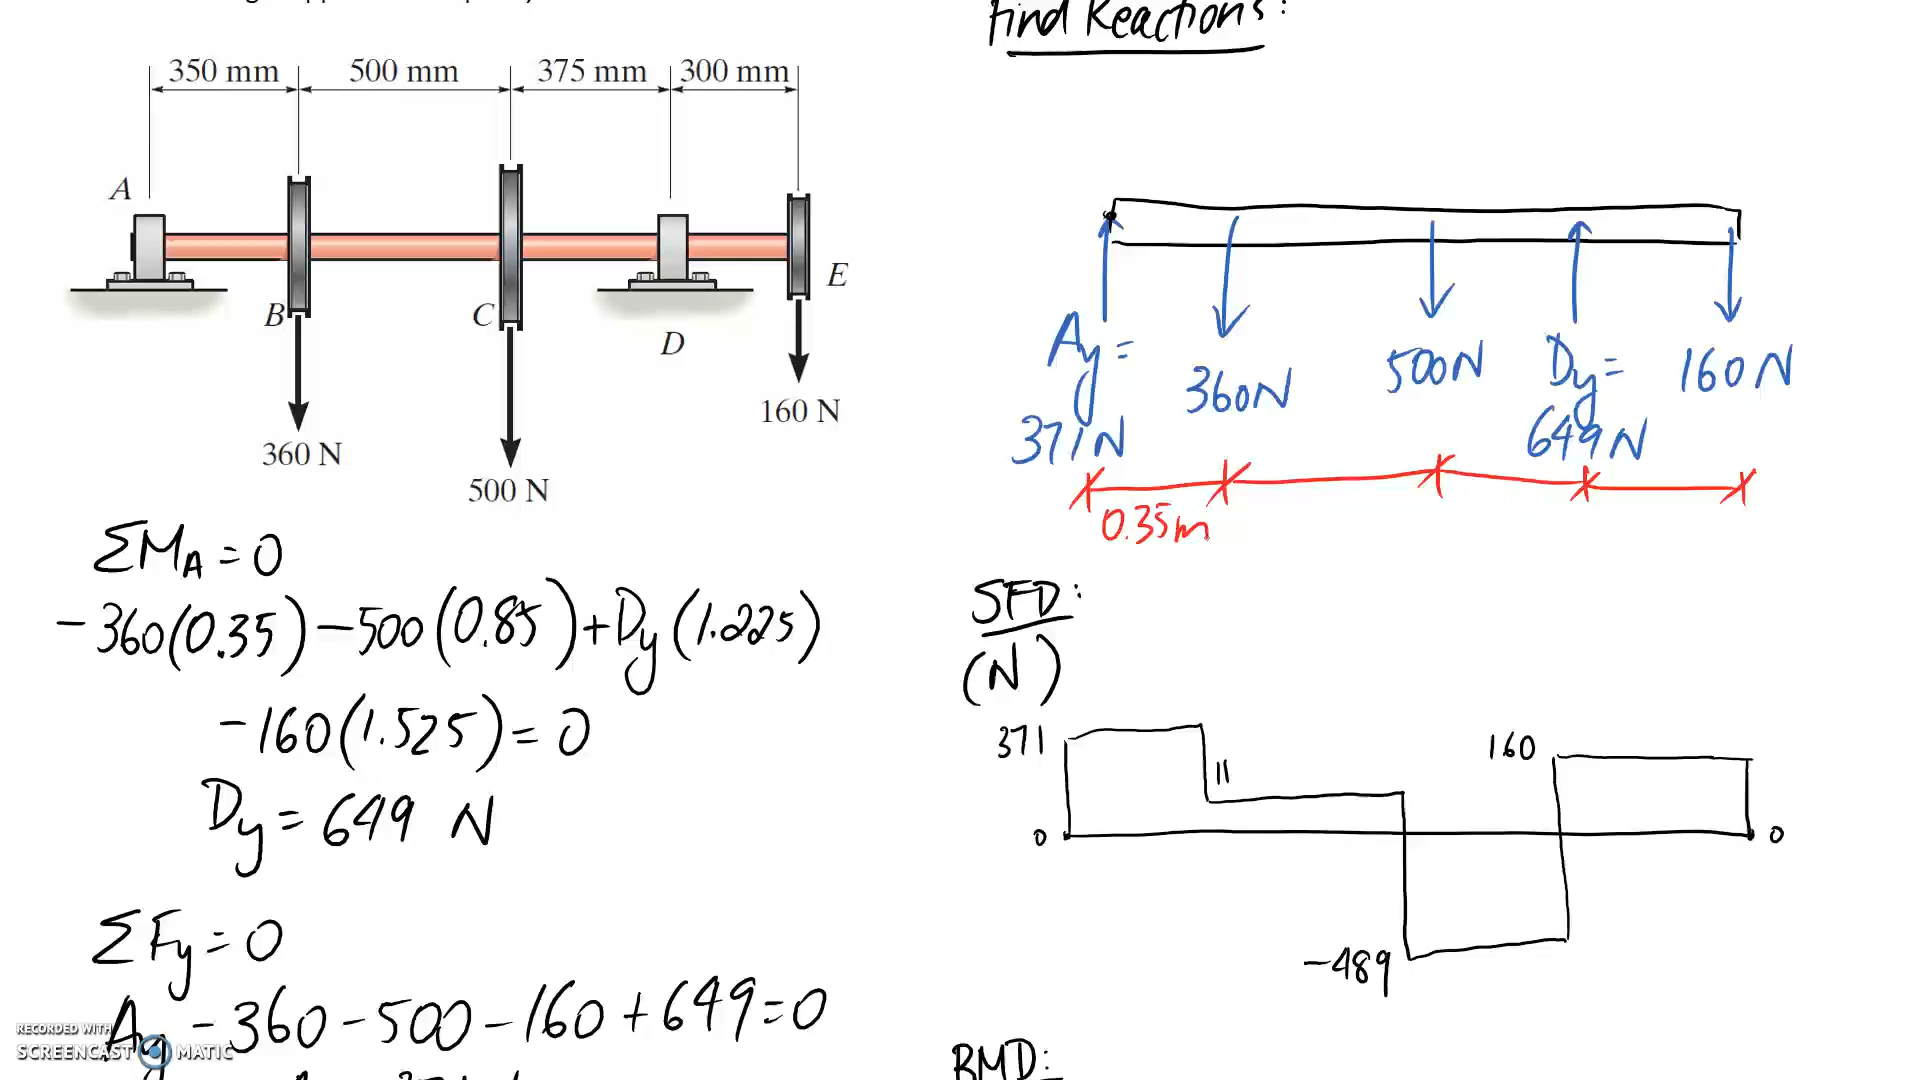 Find Reactions:
350 mm 500 mm 375 mm 300 mm
A
B
C
D
E
360 N
500 N
160 N
ΣMA = 0
-360(0.35) -500(0.85) + Dy(1.225)
-160(1.525) = 0
Dy = 649 N
ΣFy = 0
Ay - 360 - 500 - 160 + 649 = 0
Ay =
371N
360N
500N
Dy =
649N
160N
0.35m
SFD:
(N)
371
11
160
0
0
-489
BMD:
RECORDED WITH
SCREENCAST MATIC